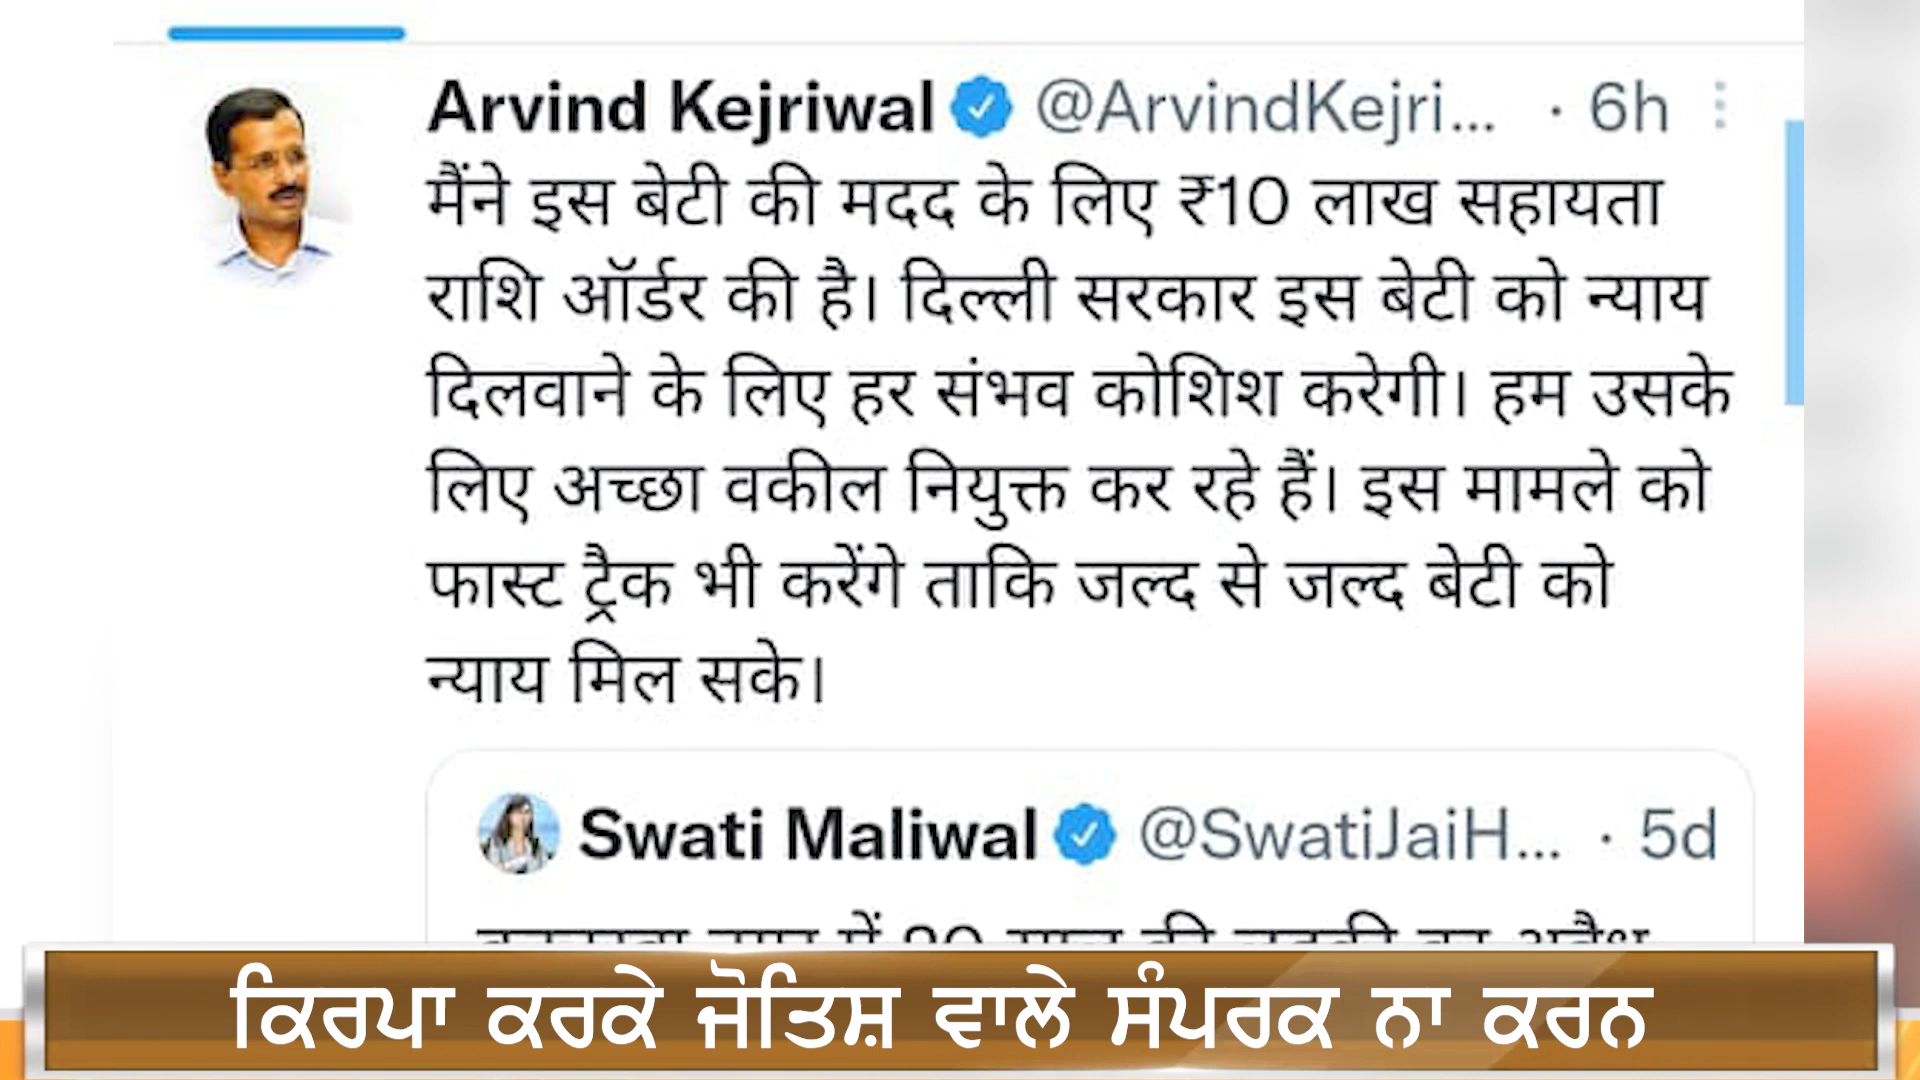 Arvind Kejriwal @ArvindKejri... · 6h
मैंने इस बेटी की मदद के लिए ₹10 लाख सहायता
राशि ऑर्डर की है। दिल्ली सरकार इस बेटी को न्याय
दिलवाने के लिए हर संभव कोशिश करेगी। हम उसके
लिए अच्छा वकील नियुक्त कर रहे हैं। इस मामले को
फास्ट ट्रैक भी करेंगे ताकि जल्द से जल्द बेटी को
न्याय मिल सके।
Swati Maliwal @SwatiJaiH... · 5d
ਕਿਰਪਾ ਕਰਕੇ ਜੋਤਿਸ਼ ਵਾਲੇ ਸੰਪਰਕ ਨਾ ਕਰਨ